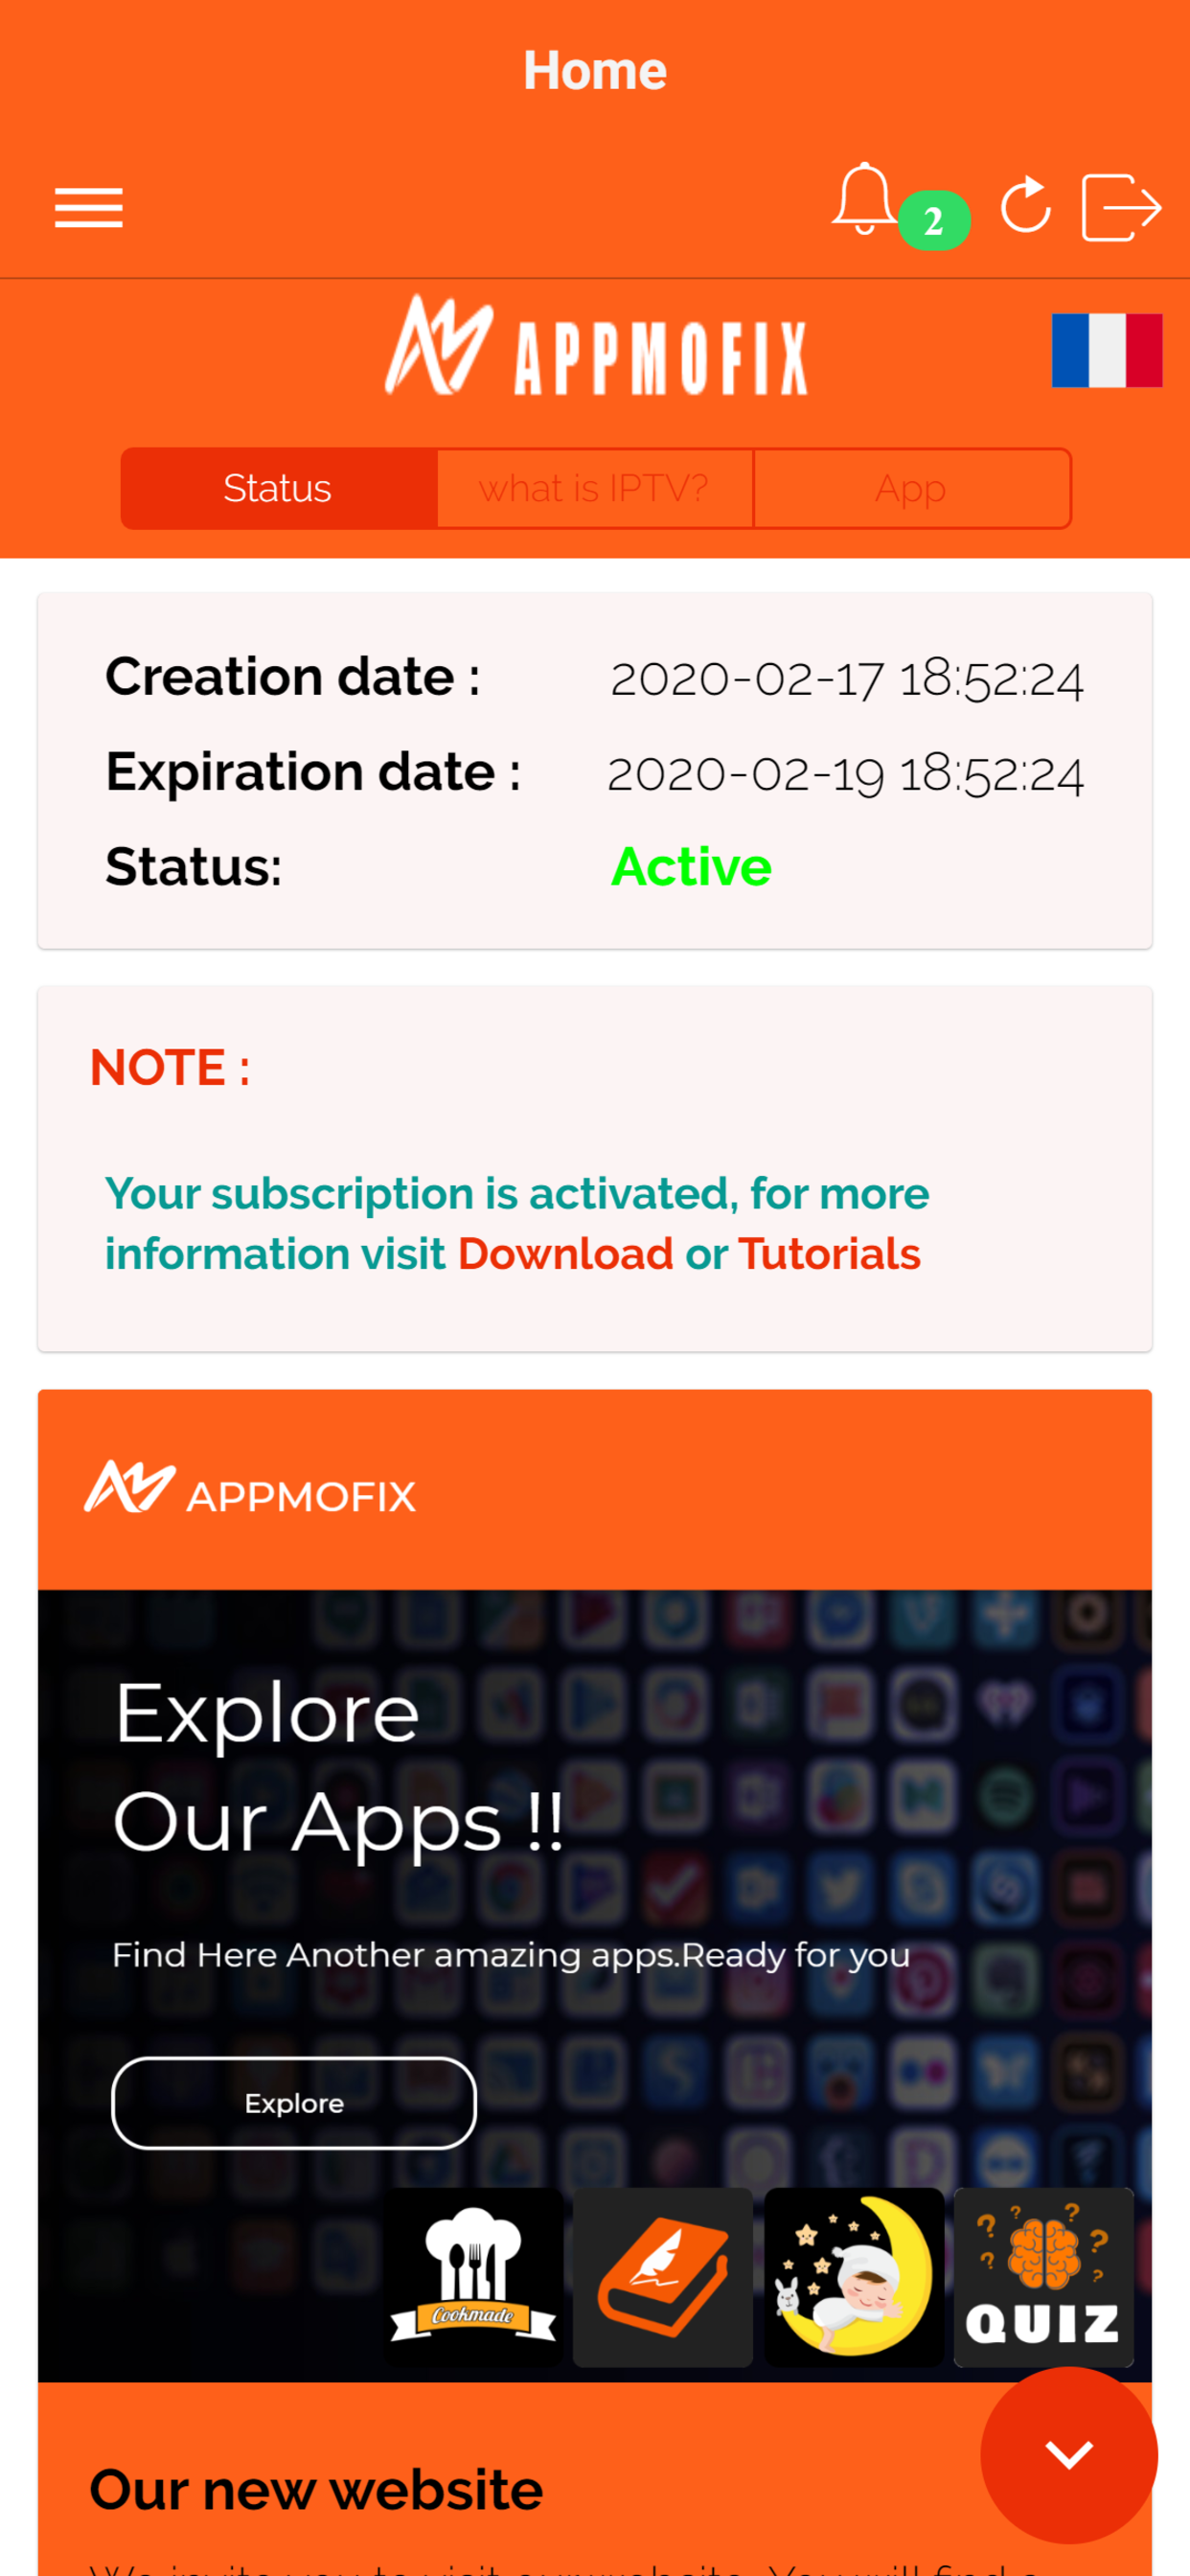 Home
2
APPMOFIX
Status
what is IPTV?
App
Creation date :
2020-02-17 18:52:24
Expiration date :
2020-02-19 18:52:24
Status:
Active
NOTE :
Your subscription is activated, for more
information visit Download or Tutorials
APPMOFIX
Explore
Our Apps !!
Find Here Another amazing apps.Ready for you
Explore
Cookmade
QUIZ
Our new website